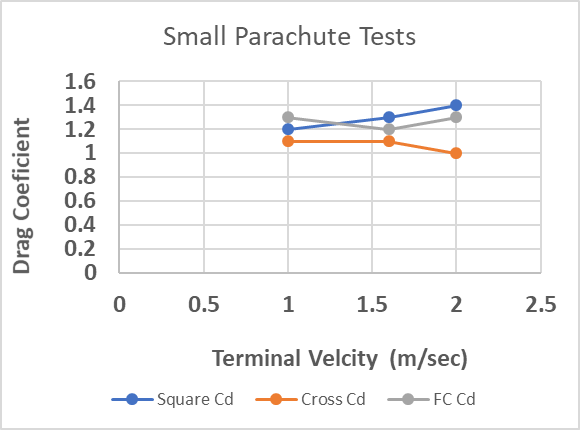 Small Parachute Tests
1.6
1.4
1.2
1
0.8
0.6
0.4
0.2
0
Drag Coefficient
0 0.5 1 1.5 2 2.5
Terminal Velcity (m/sec)
Square Cd Cross Cd FC Cd